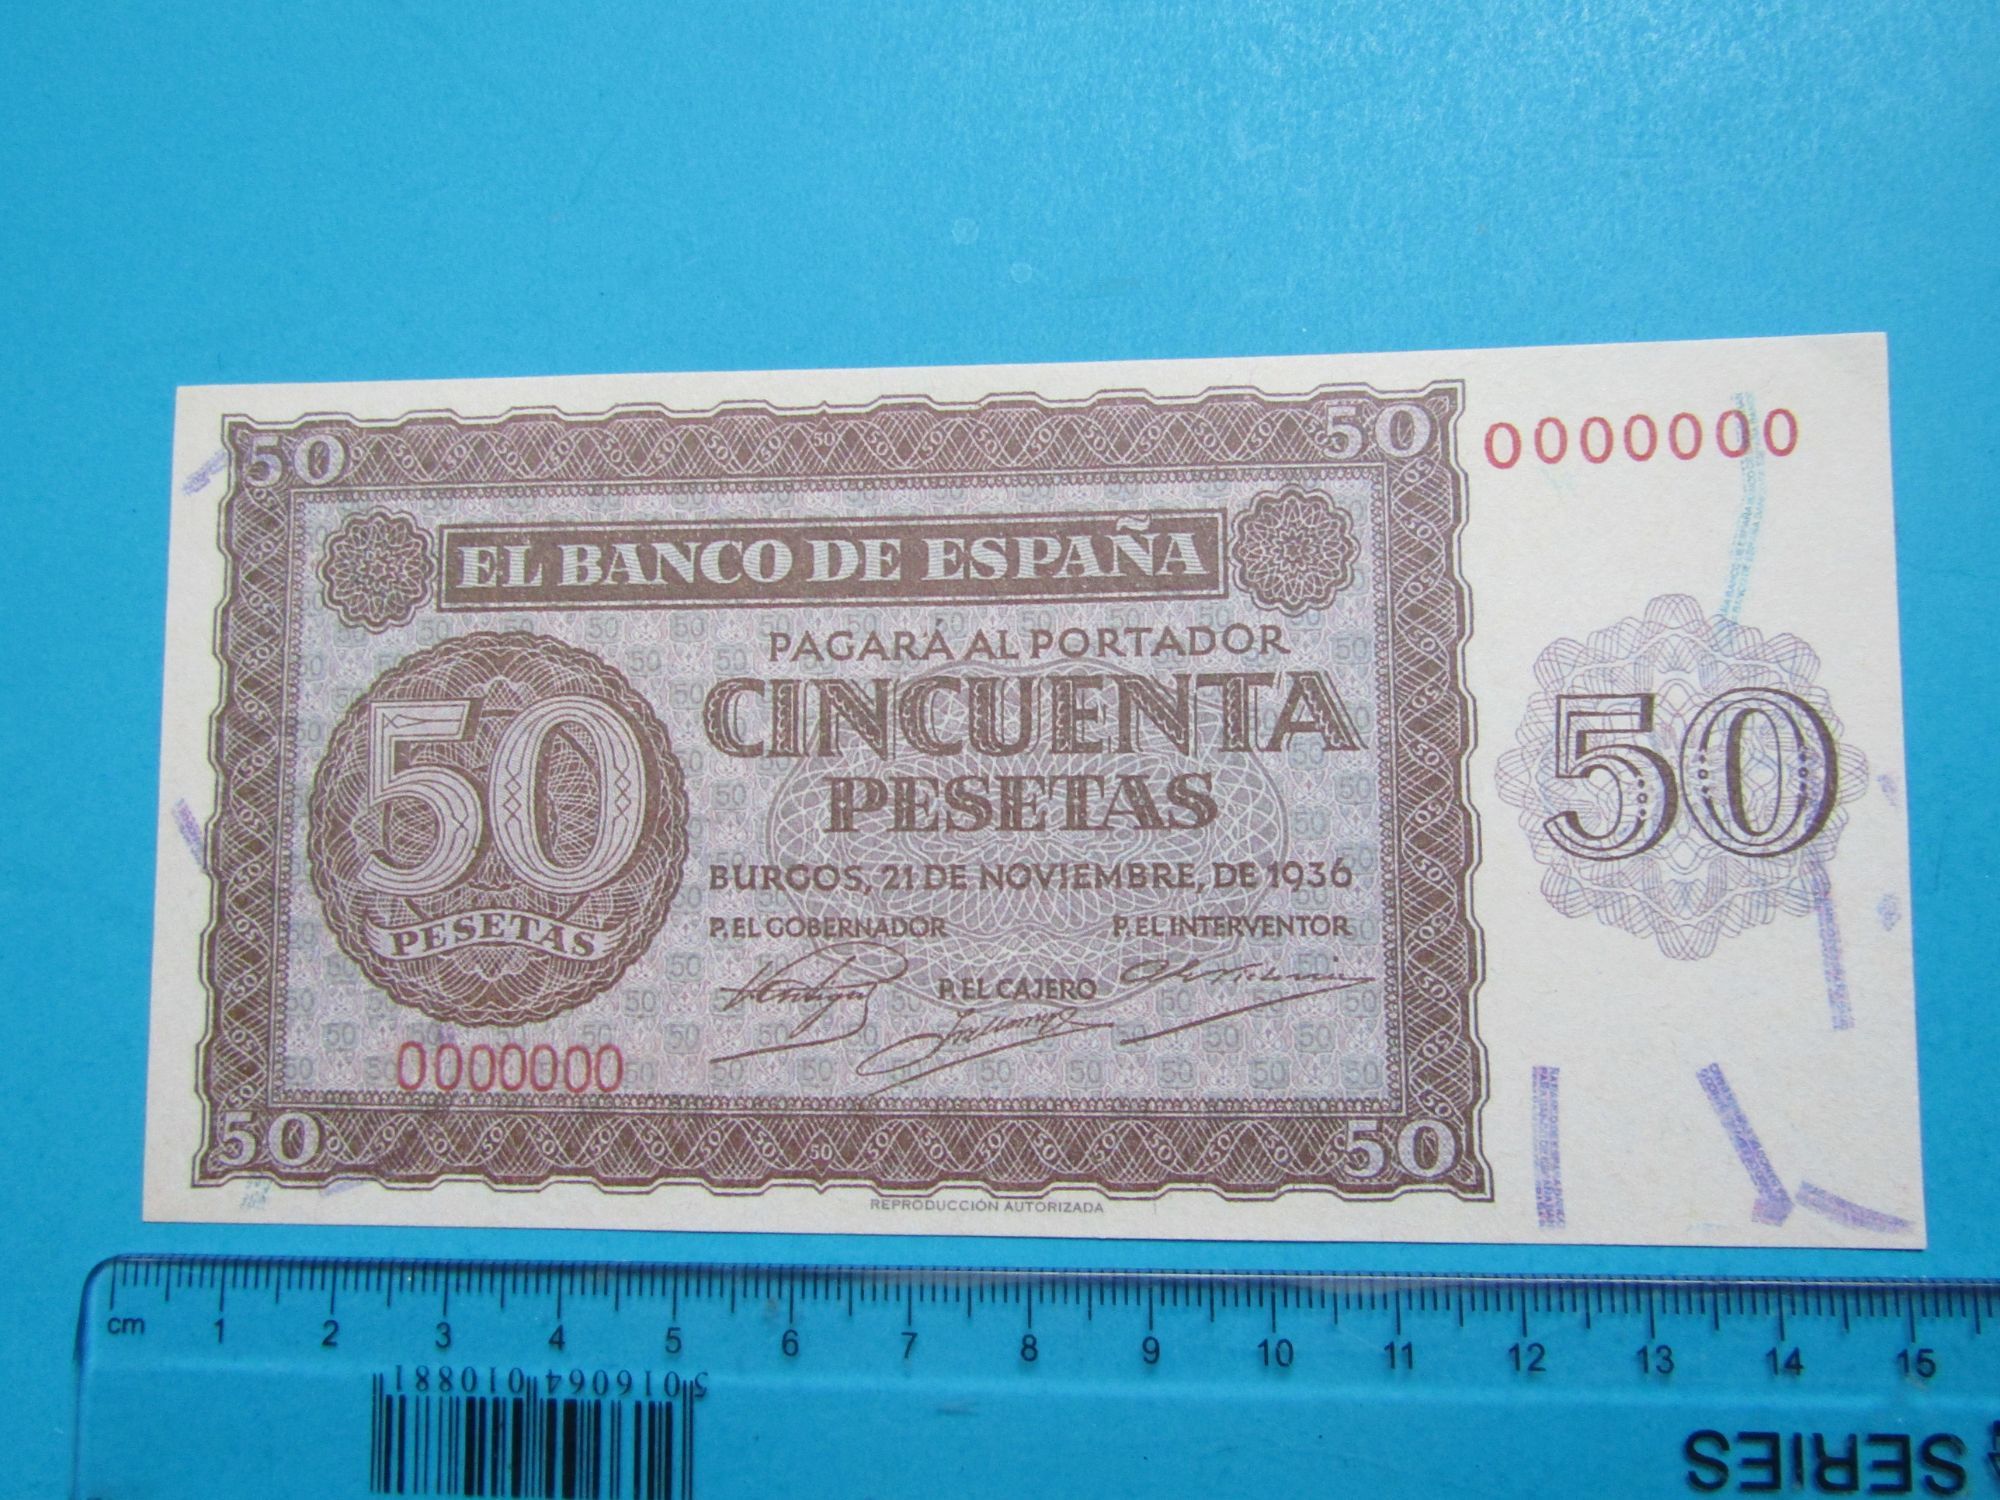 50 50
0000000
EL BANCO DE ESPAÑA
PAGARÁ AL PORTADOR
CINCUENTA
PESETAS
50
PESETAS
50
BURGOS, 21 DE NOVIEMBRE, DE 1936
P. EL GOBERNADOR P. EL INTERVENTOR
P. EL CAJERO
0000000
50 50
REPRODUCCIÓN AUTORIZADA
cm 1 2 3 4 5 6 7 8 9 10 11 12 13 14 15
5 016064 010881
SERIES